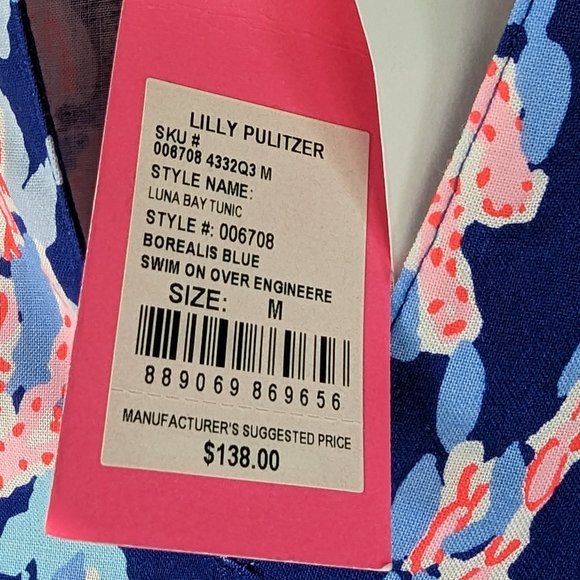 LILLY PULITZER
SKU #
006708 4332Q3 M
STYLE NAME:
LUNA BAY TUNIC
STYLE #: 006708
BOREALIS BLUE
SWIM ON OVER ENGINEERE
SIZE: M
889069 869656
MANUFACTURER'S SUGGESTED PRICE
$138.00